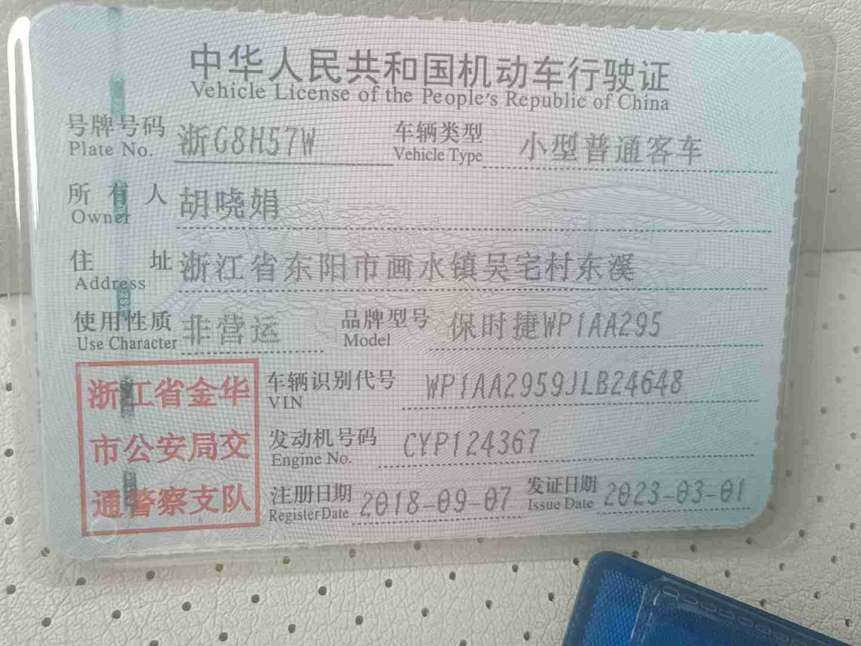 中华人民共和国机动车行驶证
Vehicle License of the People's Republic of China
号牌号码 浙G8H57W 车辆类型 小型普通客车
Plate No. Vehicle Type
所有人 胡晓娟
Owner
住址 浙江省东阳市画水镇吴宅村东溪
Address
使用性质 非营运 品牌型号 保时捷WP1AA295
Use Character Model
浙江省金华
市公安局交
通警察支队
车辆识别代号 WP1AA2959JLB24648
VIN
发动机号码 CYP124367
Engine No.
注册日期 2018-09-07 发证日期 2023-03-01
Register Date Issue Date